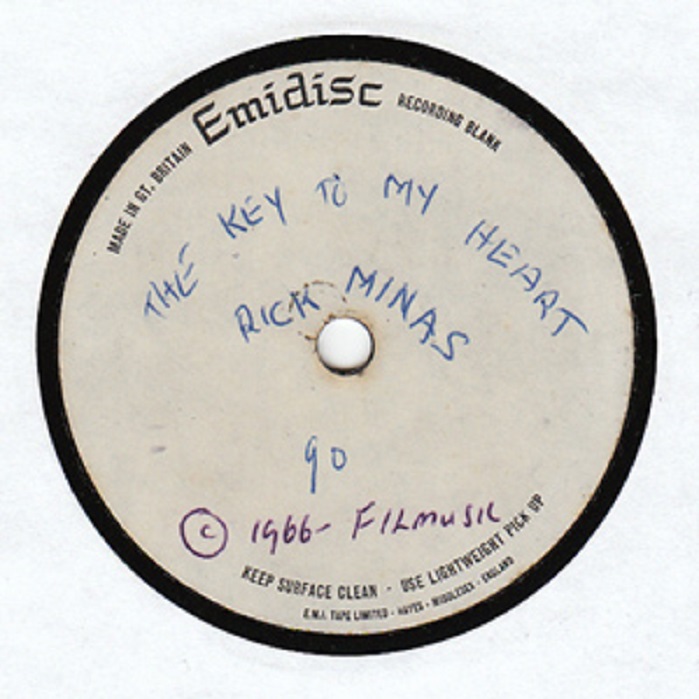 MADE IN GT. BRITAIN Emidisc RECORDING BLANK
THE KEY TO MY HEART
RICK MINAS
90
© 1966- FILMUSIC
KEEP SURFACE CLEAN - USE LIGHTWEIGHT PICK UP
E.M.I. TAPE LIMITED - HAYES - MIDDLESEX - ENGLAND